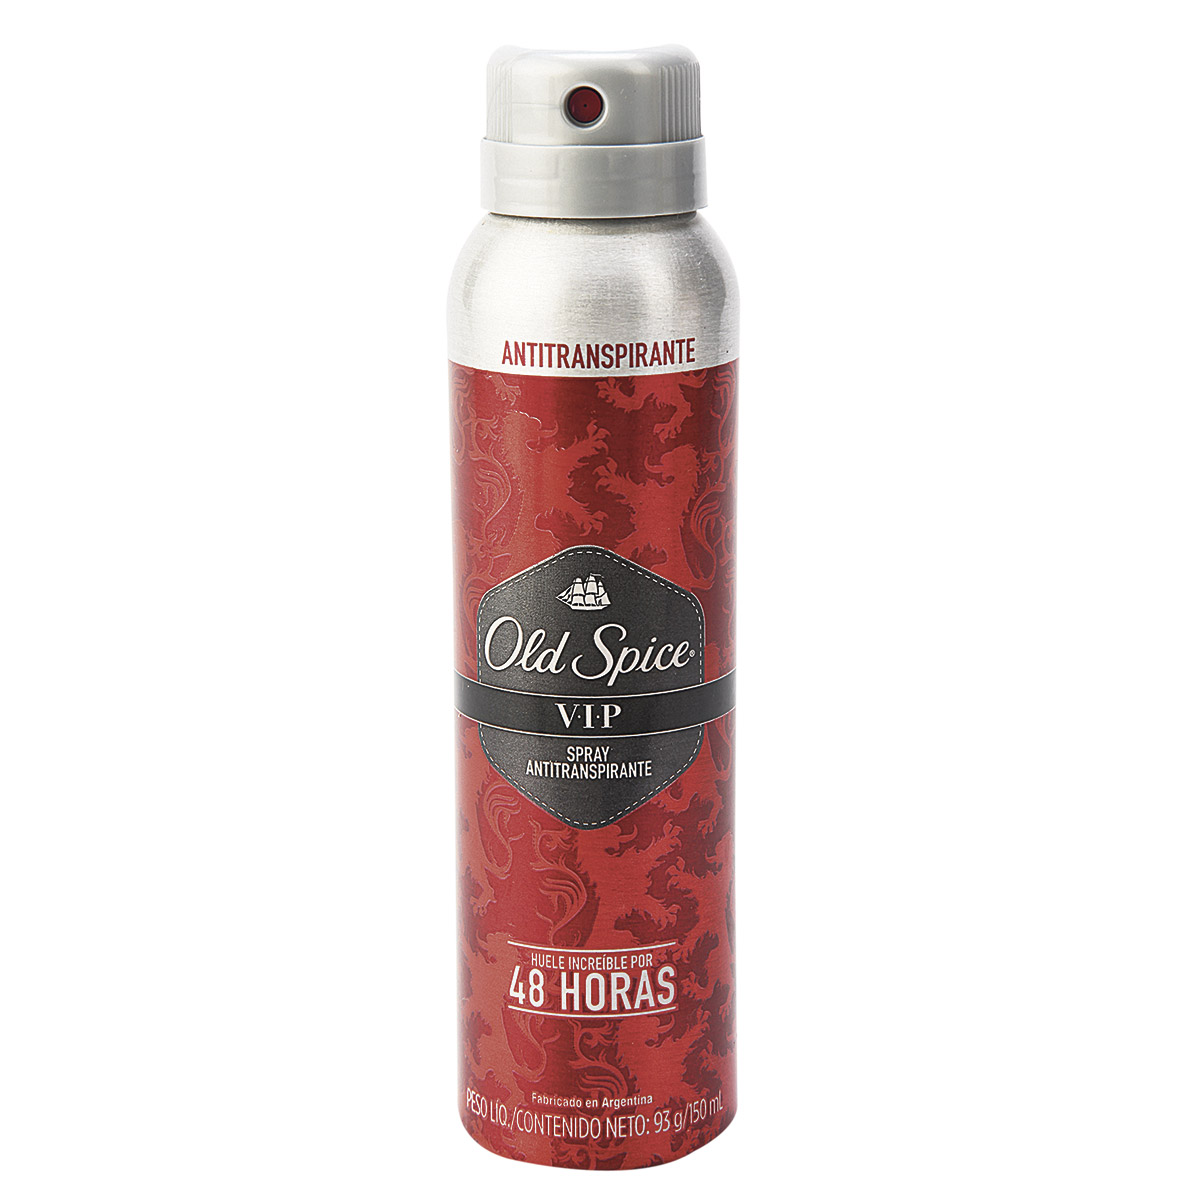 ANTITRANSPIRANTE
Old Spice®
V·I·P
SPRAY
ANTITRANSPIRANTE
HUELE INCREÍBLE POR
48 HORAS
Fabricado en Argentina
PESO LÍQ./CONTENIDO NETO: 93 g/150 mL